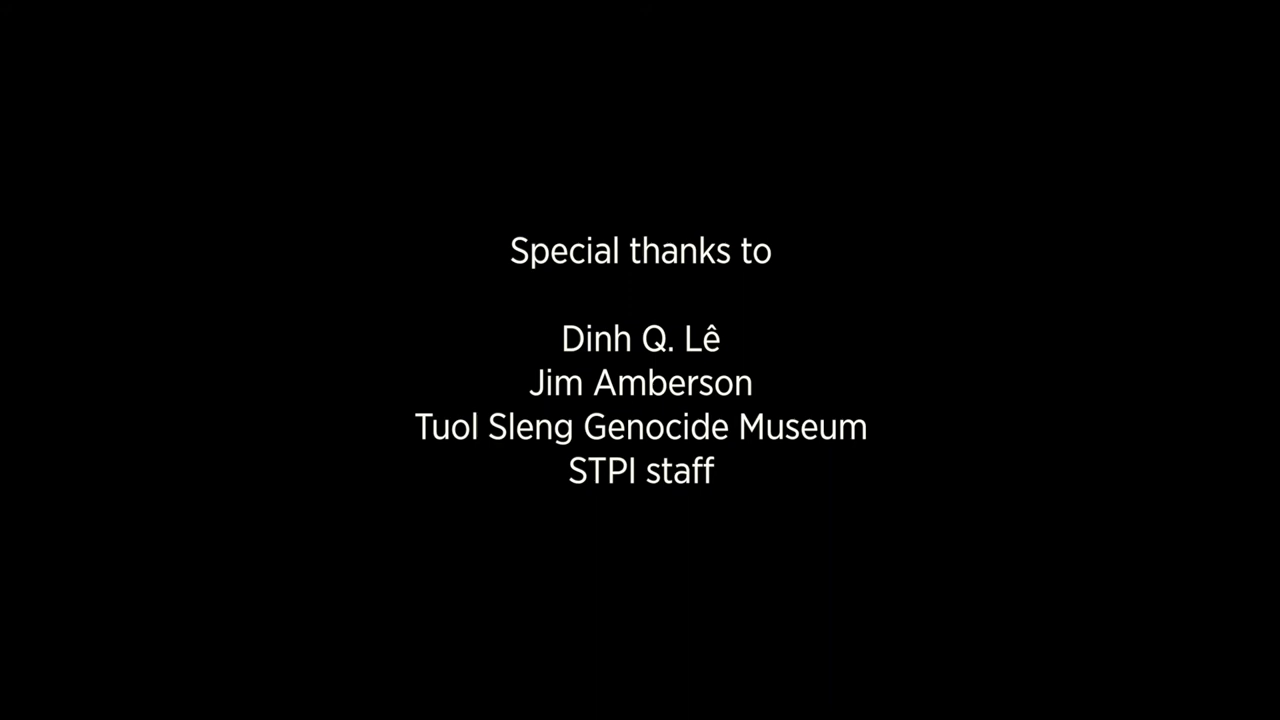 Special thanks to
Dinh Q. Lê
Jim Amberson
Tuol Sleng Genocide Museum
STPI staff